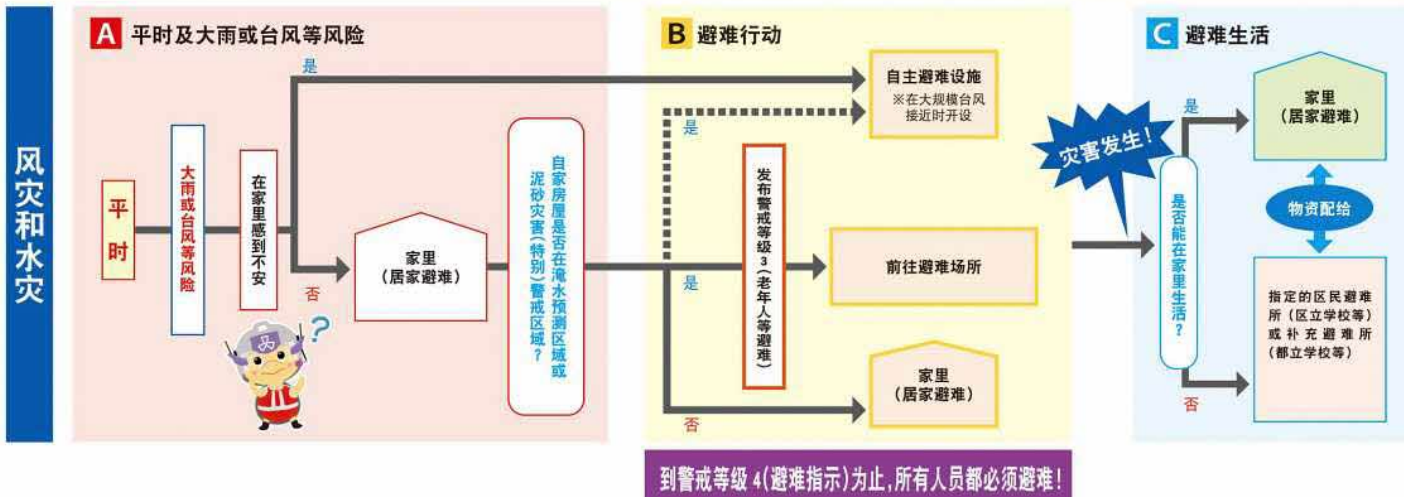 风灾和水灾
A 平时及大雨或台风等风险
平时
大雨或台风等风险
在家里感到不安
是
否
?
家里
(居家避难)
自家房屋是否在淹水预测区域或
泥砂灾害(特别)警戒区域?
B 避难行动
是
自主避难设施
※在大规模台风
接近时开设
是
发布警戒等级3(老年人等避难)
前往避难场所
否
家里
(居家避难)
到警戒等级 4(避难指示)为止,所有人员都必须避难!
灾害发生!
C 避难生活
是否能在家里生活?
是
家里
(居家避难)
物资配给
否
指定的区民避难
所(区立学校等)
或补充避难所
(都立学校等)